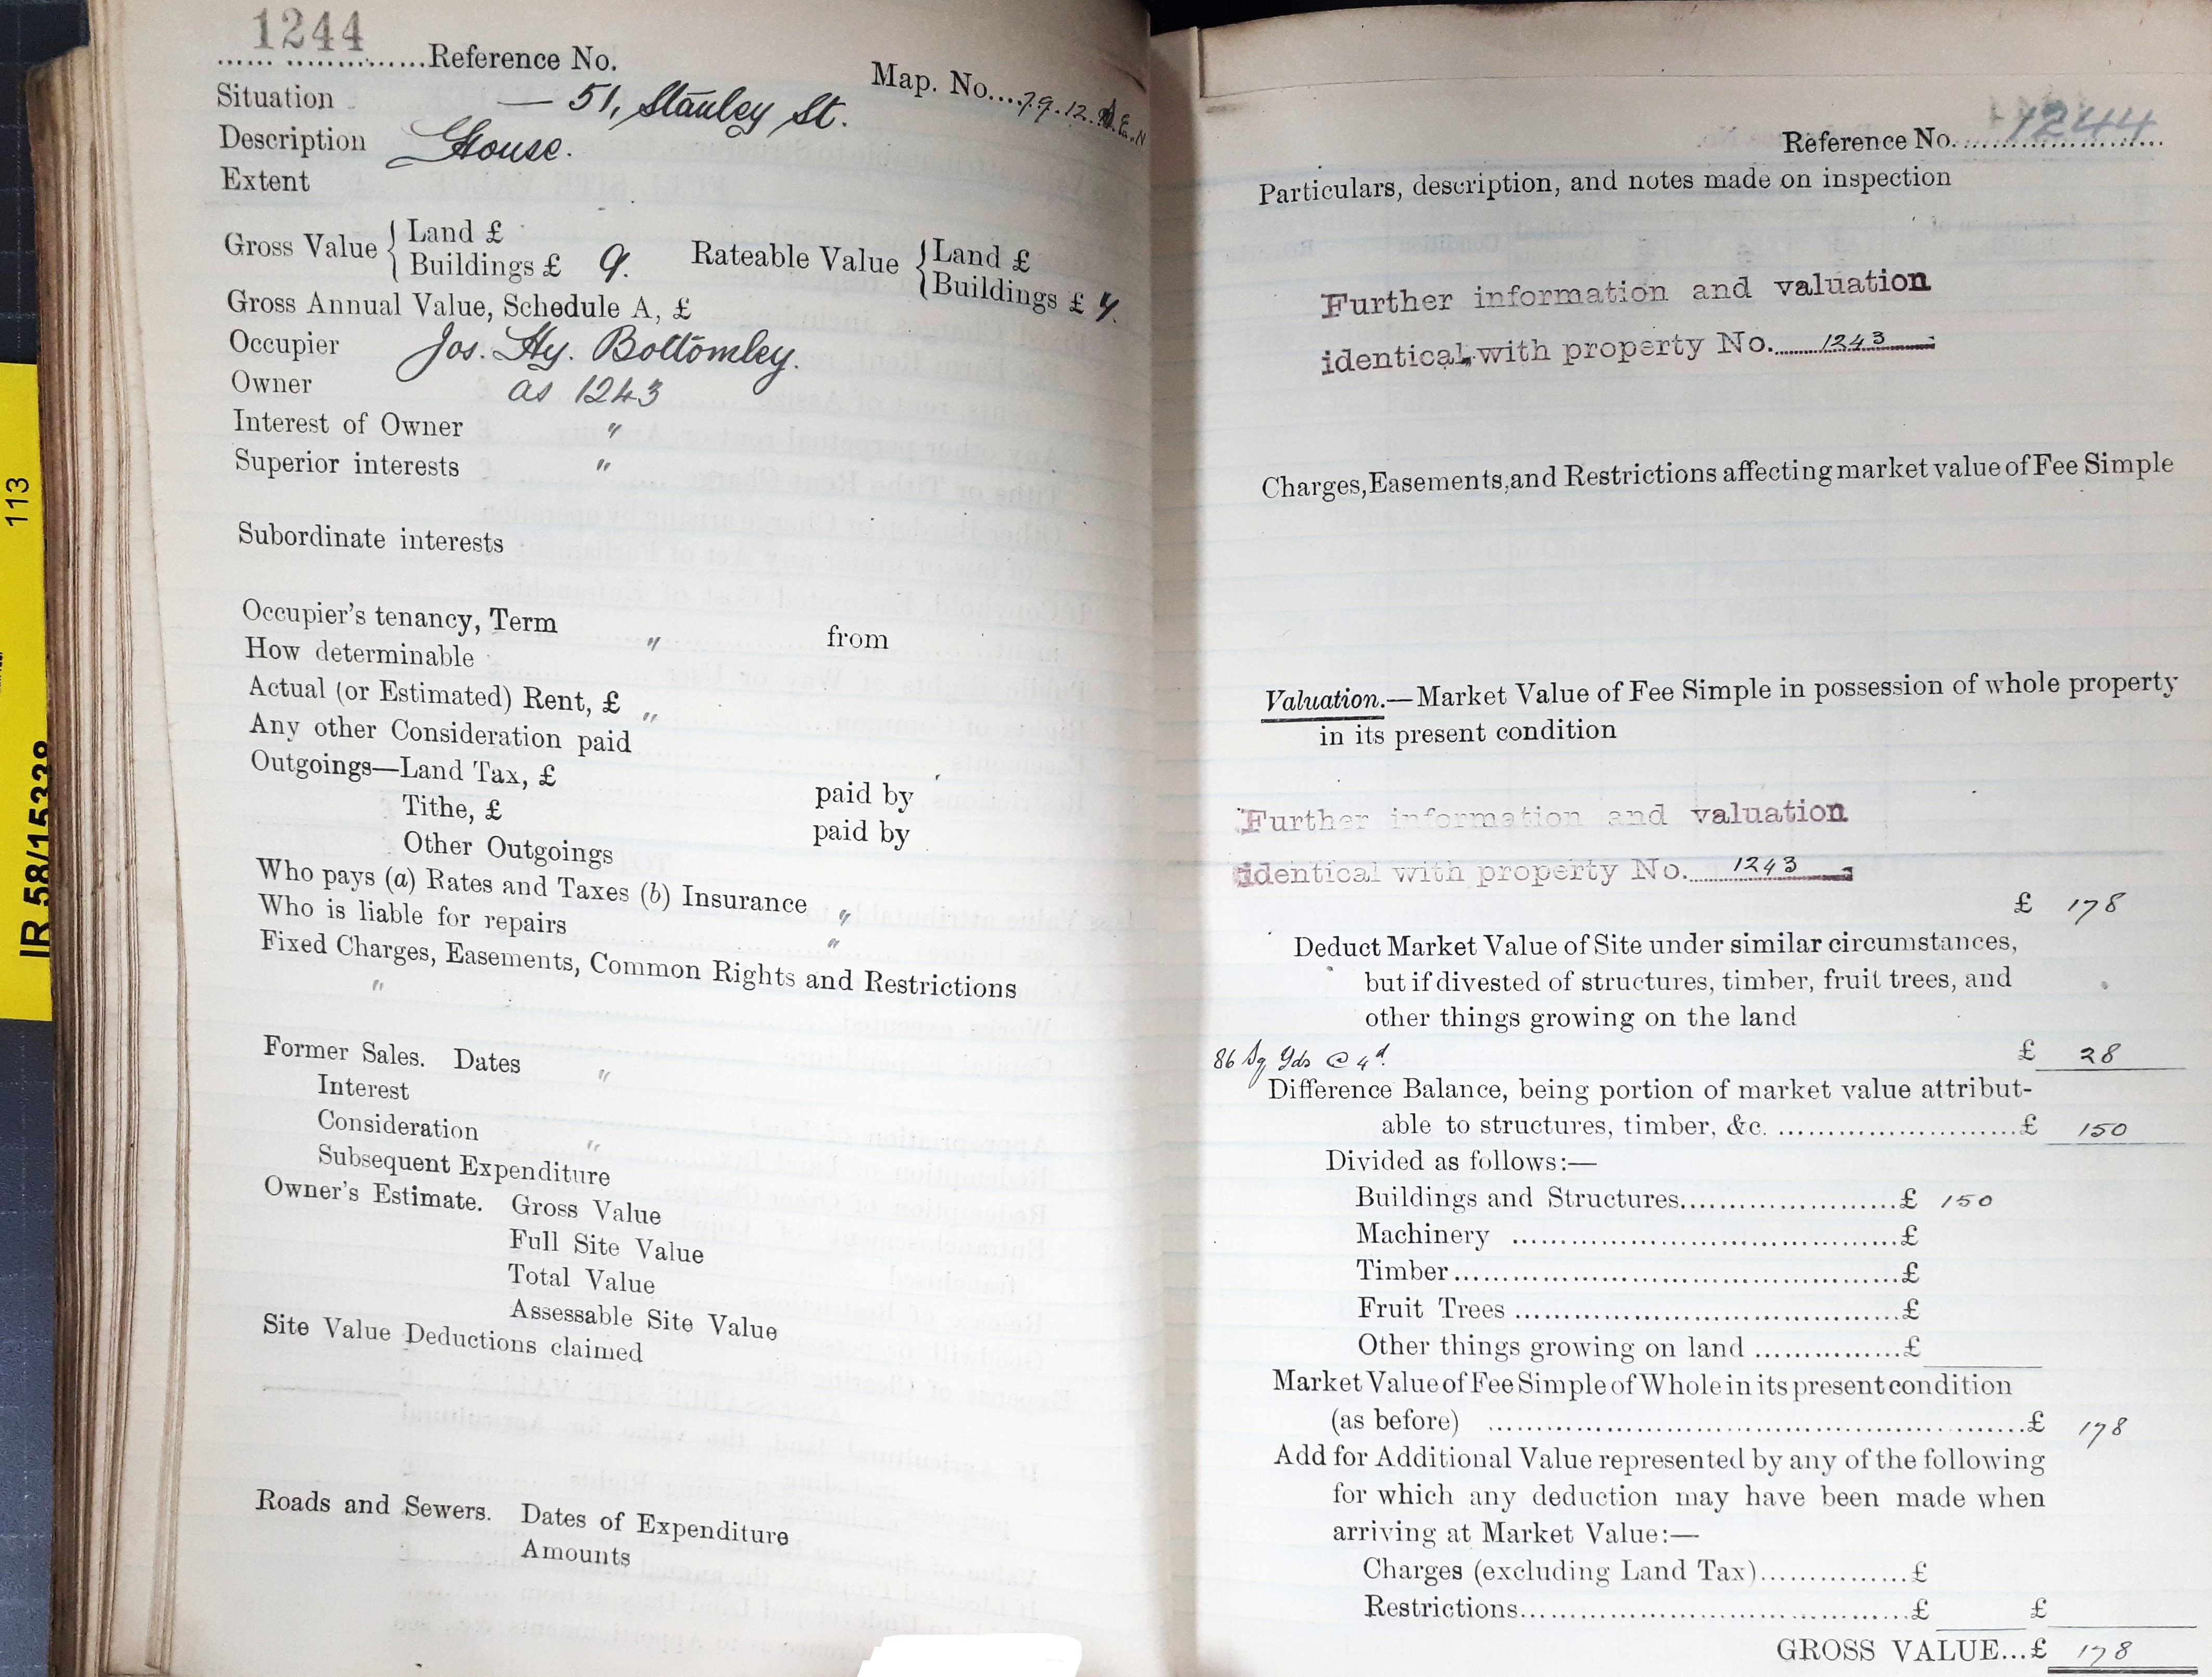 113
IR 58/15338
1244
Reference No.
Map. No. 79.12.
Situation — 51, Stanley St.
Description House.
Extent
Gross Value { Land £
Buildings £ 9.
Rateable Value { Land £
Buildings £ 7.
Gross Annual Value, Schedule A, £
Occupier Jos. Hy. Bottomley.
Owner as 1243
Interest of Owner "
Superior interests "
Subordinate interests
Occupier's tenancy, Term " from
How determinable
Actual (or Estimated) Rent, £ "
Any other Consideration paid
Outgoings—Land Tax, £ paid by
Tithe, £ paid by
Other Outgoings
Who pays (a) Rates and Taxes (b) Insurance "
Who is liable for repairs "
Fixed Charges, Easements, Common Rights and Restrictions
"
Former Sales. Dates "
Interest
Consideration "
Subsequent Expenditure
Owner's Estimate. Gross Value
Full Site Value
Total Value
Assessable Site Value
Site Value Deductions claimed
Roads and Sewers. Dates of Expenditure
Amounts
Reference No. 1244
Particulars, description, and notes made on inspection
Further information and valuation
identical with property No. 1243
Charges, Easements, and Restrictions affecting market value of Fee Simple
Valuation.—Market Value of Fee Simple in possession of whole property
in its present condition
Further information and valuation
identical with property No. 1243
£ 178
Deduct Market Value of Site under similar circumstances,
but if divested of structures, timber, fruit trees, and
other things growing on the land
86 Sq Yds @ 4d. £ 28
Difference Balance, being portion of market value attribut-
able to structures, timber, &c. £ 150
Divided as follows:—
Buildings and Structures £ 150
Machinery £
Timber £
Fruit Trees £
Other things growing on land £
Market Value of Fee Simple of Whole in its present condition
(as before) £ 178
Add for Additional Value represented by any of the following
for which any deduction may have been made when
arriving at Market Value:—
Charges (excluding Land Tax) £
Restrictions £ £
GROSS VALUE...£ 178